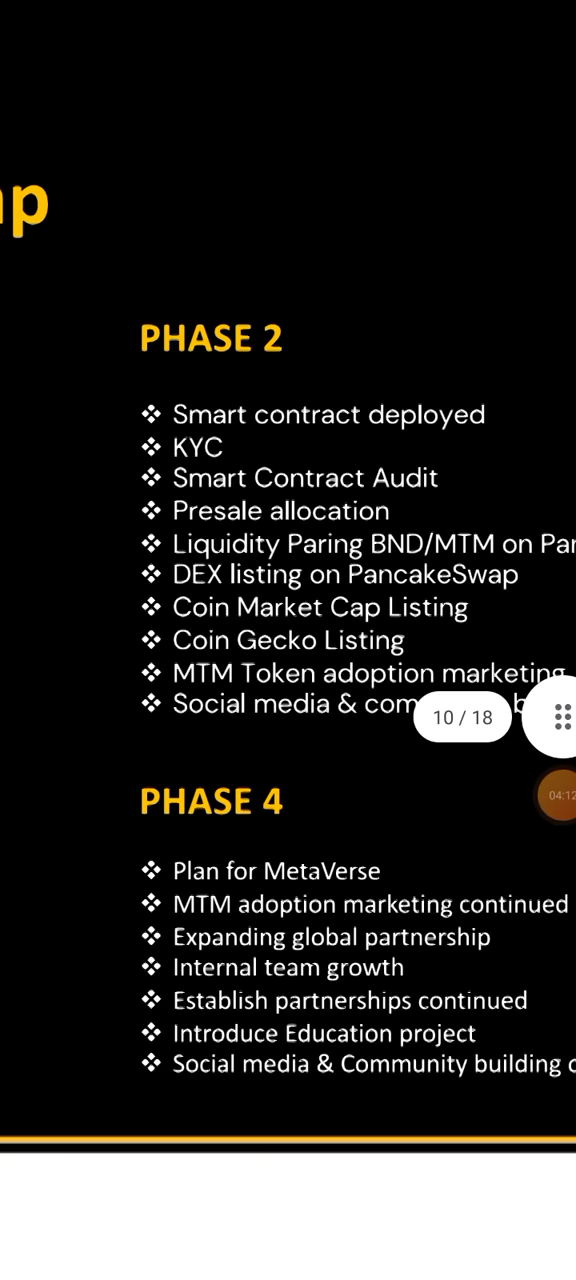 ap
PHASE 2
❖ Smart contract deployed
❖ KYC
❖ Smart Contract Audit
❖ Presale allocation
❖ Liquidity Paring BND/MTM on Pan
❖ DEX listing on PancakeSwap
❖ Coin Market Cap Listing
❖ Coin Gecko Listing
❖ MTM Token adoption marketing
❖ Social media & com
10 / 18
04:12
PHASE 4
❖ Plan for MetaVerse
❖ MTM adoption marketing continued
❖ Expanding global partnership
❖ Internal team growth
❖ Establish partnerships continued
❖ Introduce Education project
❖ Social media & Community building c